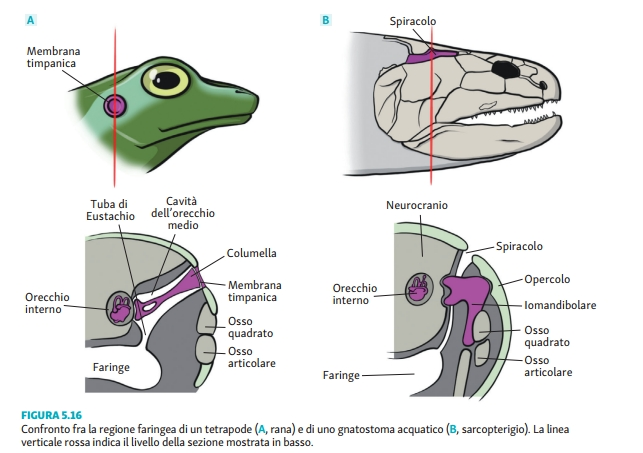 A
Membrana
timpanica
B
Spiracolo
Tuba di
Eustachio
Cavità
dell'orecchio
medio
Columella
Membrana
timpanica
Orecchio
interno
Osso
quadrato
Osso
articolare
Faringe
Neurocranio
Spiracolo
Opercolo
Iomandibolare
Orecchio
interno
Osso
quadrato
Osso
articolare
Faringe
FIGURA 5.16
Confronto fra la regione faringea di un tetrapode (A, rana) e di uno gnatostoma acquatico (B, sarcopterigio). La linea
verticale rossa indica il livello della sezione mostrata in basso.